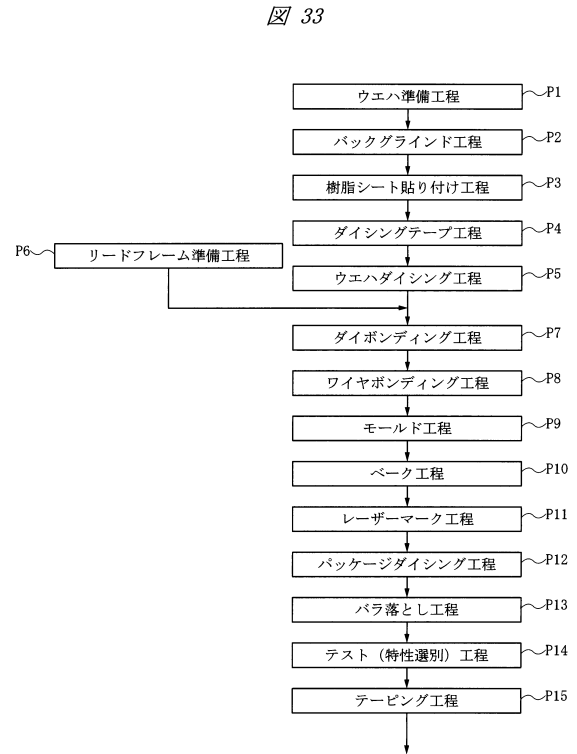 図 33
ウエハ準備工程 P1
バックグラインド工程 P2
樹脂シート貼り付け工程 P3
ダイシングテープ工程 P4
P6 リードフレーム準備工程
ウエハダイシング工程 P5
ダイボンディング工程 P7
ワイヤボンディング工程 P8
モールド工程 P9
ベーク工程 P10
レーザーマーク工程 P11
パッケージダイシング工程 P12
バラ落とし工程 P13
テスト（特性選別）工程 P14
テーピング工程 P15